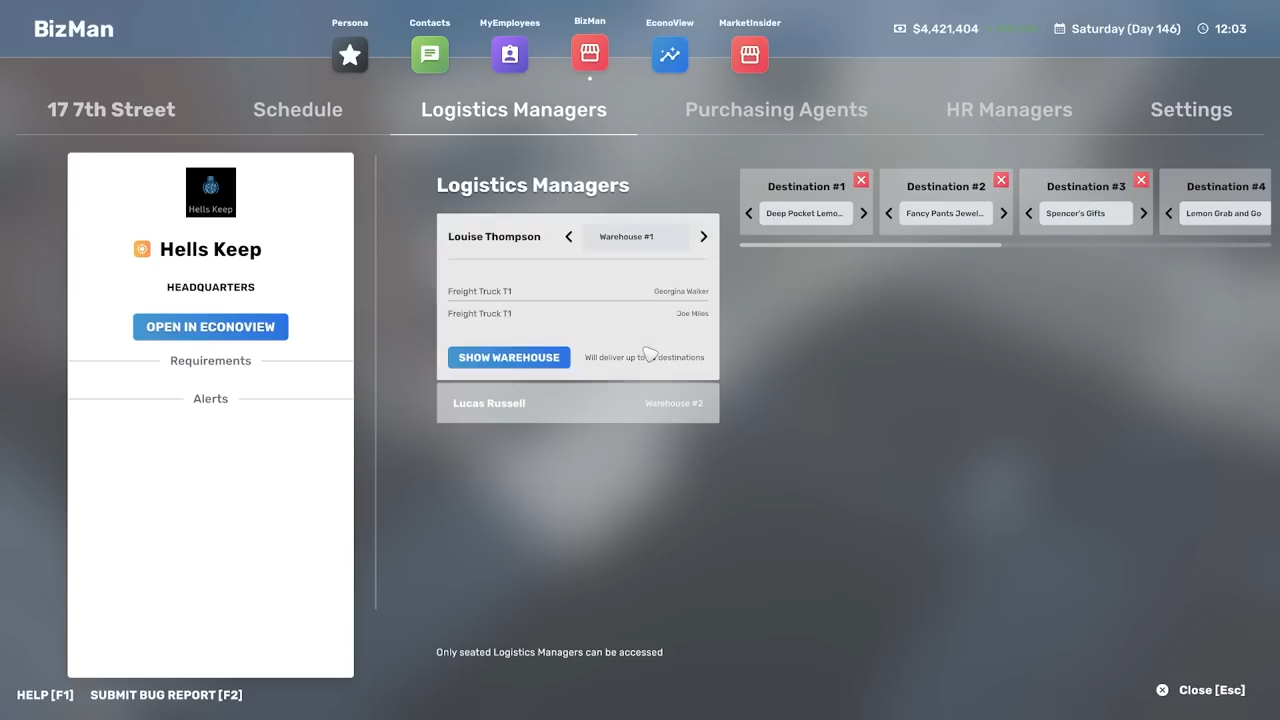 BizMan
Persona
Contacts
MyEmployees
BizMan
EconoView
MarketInsider
$4,421,404
Saturday (Day 146)
12:03
17 7th Street
Schedule
Logistics Managers
Purchasing Agents
HR Managers
Settings
Hells Keep
Hells Keep
HEADQUARTERS
OPEN IN ECONOVIEW
Requirements
Alerts
Logistics Managers
Louise Thompson
Warehouse #1
Freight Truck T1
Georgina Walker
Freight Truck T1
Joe Miles
SHOW WAREHOUSE
Will deliver up to destinations
Lucas Russell
Warehouse #2
Destination #1
Deep Pocket Lemo...
Destination #2
Fancy Pants Jewel...
Destination #3
Spencer's Gifts
Destination #4
Lemon Grab and Go
Only seated Logistics Managers can be accessed
HELP [F1]
SUBMIT BUG REPORT [F2]
Close [Esc]